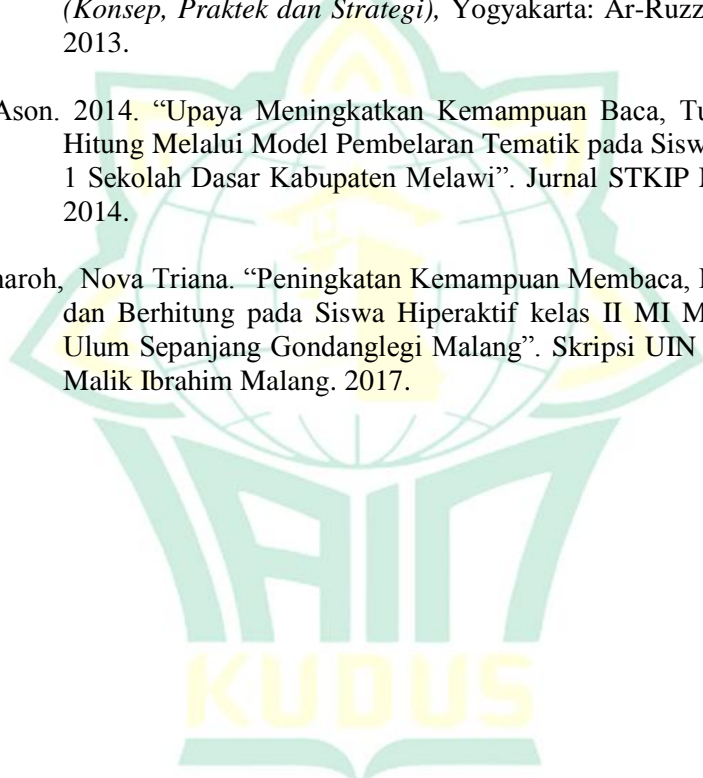 (Konsep, Praktek dan Strategi), Yogyakarta: Ar-Ruzz
2013.
Ason. 2014. “Upaya Meningkatkan Kemampuan Baca, Tu
Hitung Melalui Model Pembelaran Tematik pada Sisw
1 Sekolah Dasar Kabupaten Melawi”. Jurnal STKIP
2014.
naroh, Nova Triana. “Peningkatan Kemampuan Membaca,
dan Berhitung pada Siswa Hiperaktif kelas II MI M
Ulum Sepanjang Gondanglegi Malang”. Skripsi UIN
Malik Ibrahim Malang. 2017.
IAIN
KUDUS